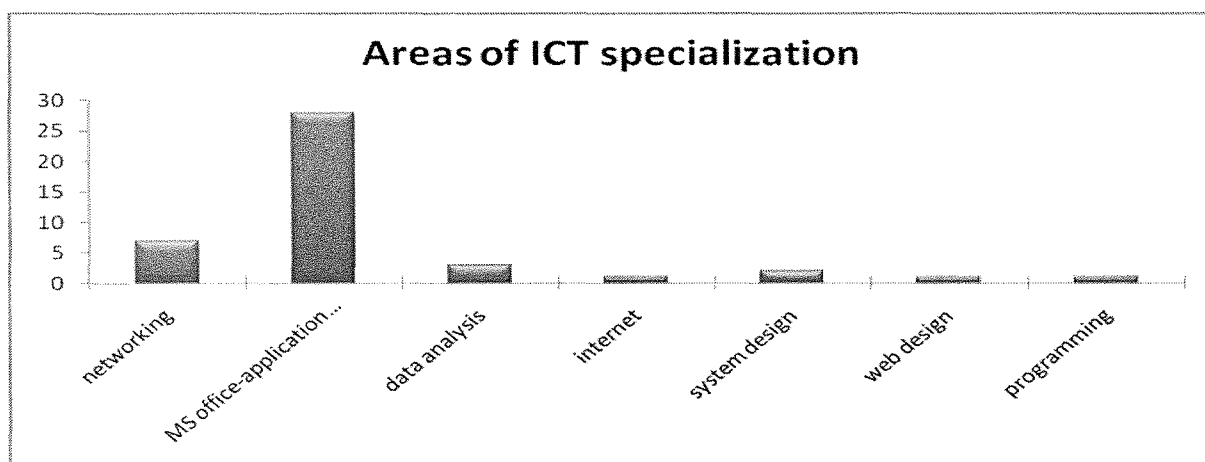 Areas of ICT specialization
30
25
20
15
10
5
0
networking
MS office-application...
data analysis
internet
system design
web design
programming